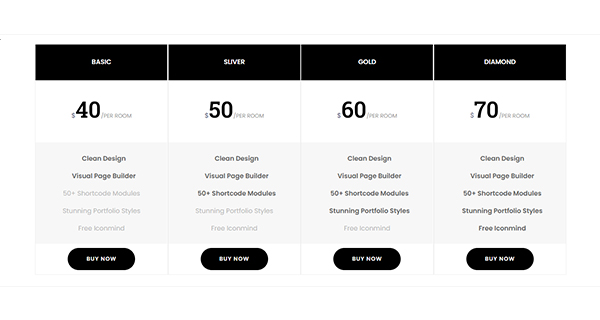 BASIC
$40/PER ROOM
Clean Design
Visual Page Builder
50+ Shortcode Modules
Stunning Portfolio Styles
Free Iconmind
BUY NOW
SLIVER
$50/PER ROOM
Clean Design
Visual Page Builder
50+ Shortcode Modules
Stunning Portfolio Styles
Free Iconmind
BUY NOW
GOLD
$60/PER ROOM
Clean Design
Visual Page Builder
50+ Shortcode Modules
Stunning Portfolio Styles
Free Iconmind
BUY NOW
DIAMOND
$70/PER ROOM
Clean Design
Visual Page Builder
50+ Shortcode Modules
Stunning Portfolio Styles
Free Iconmind
BUY NOW